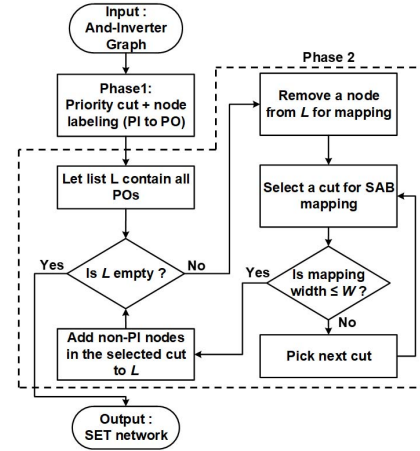 Input :
And-Inverter
Graph
Phase1:
Priority cut + node
labeling (PI to PO)
Let list L contain all
POs
Yes
Is L empty ?
No
Add non-PI nodes
in the selected cut
to L
Output :
SET network
Phase 2
Remove a node
from L for mapping
Select a cut for SAB
mapping
Yes
Is mapping
width ≤ W ?
No
Pick next cut